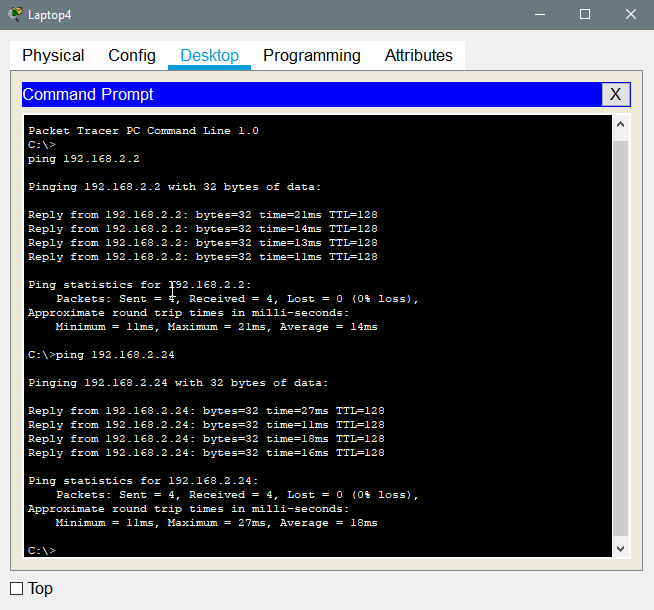 Laptop4
Physical Config Desktop Programming Attributes
Command Prompt X
Packet Tracer PC Command Line 1.0
C:\>
ping 192.168.2.2
Pinging 192.168.2.2 with 32 bytes of data:
Reply from 192.168.2.2: bytes=32 time=21ms TTL=128
Reply from 192.168.2.2: bytes=32 time=14ms TTL=128
Reply from 192.168.2.2: bytes=32 time=13ms TTL=128
Reply from 192.168.2.2: bytes=32 time=11ms TTL=128
Ping statistics for 192.168.2.2:
Packets: Sent = 4, Received = 4, Lost = 0 (0% loss),
Approximate round trip times in milli-seconds:
Minimum = 11ms, Maximum = 21ms, Average = 14ms
C:\>ping 192.168.2.24
Pinging 192.168.2.24 with 32 bytes of data:
Reply from 192.168.2.24: bytes=32 time=27ms TTL=128
Reply from 192.168.2.24: bytes=32 time=11ms TTL=128
Reply from 192.168.2.24: bytes=32 time=18ms TTL=128
Reply from 192.168.2.24: bytes=32 time=16ms TTL=128
Ping statistics for 192.168.2.24:
Packets: Sent = 4, Received = 4, Lost = 0 (0% loss),
Approximate round trip times in milli-seconds:
Minimum = 11ms, Maximum = 27ms, Average = 18ms
C:\>
Top